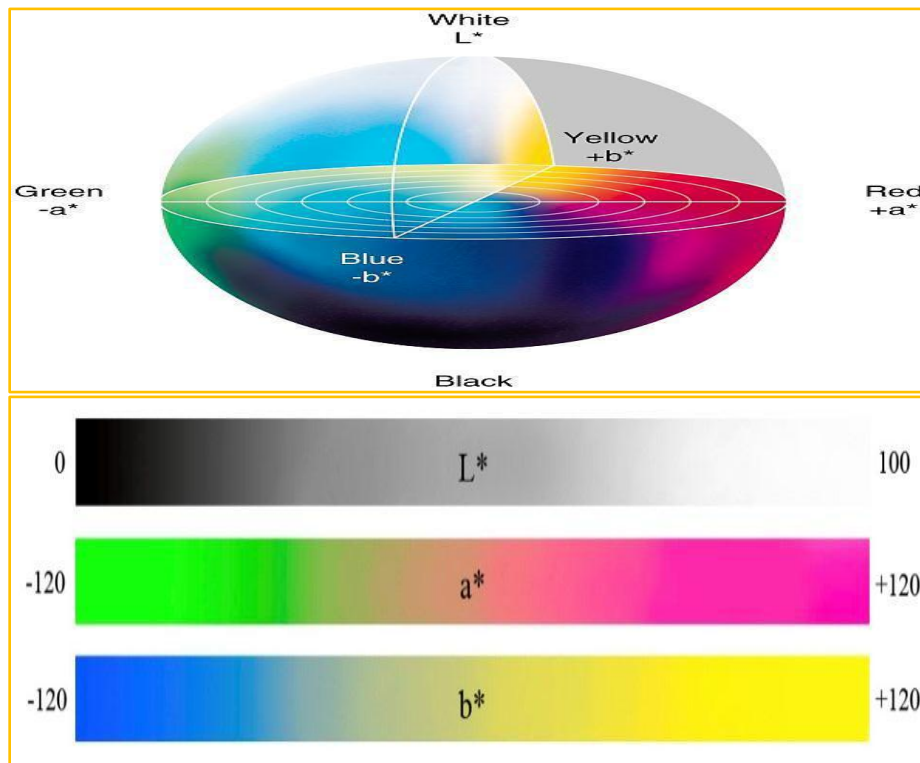 White
L*
Yellow
+b*
Green
-a*
Red
+a*
Blue
-b*
Black
0 L* 100
-120 a* +120
-120 b* +120